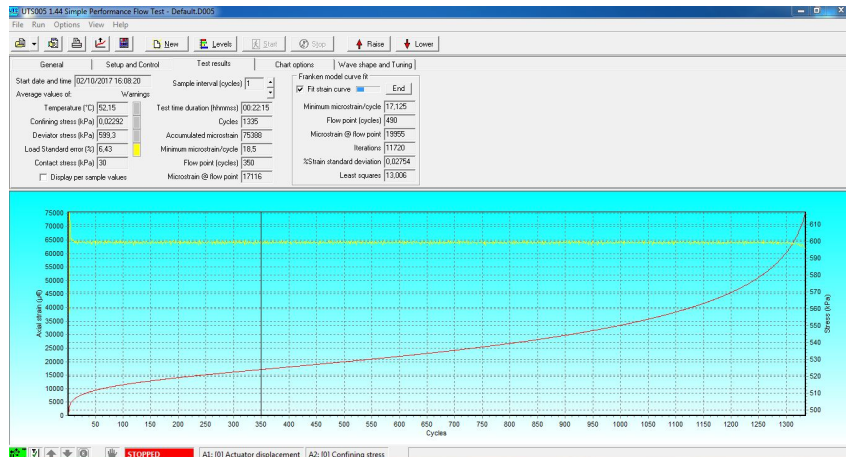 UTS005 1.44 Simple Performance Flow Test - Default.D005
File Run Options View Help
New Levels Start Stop Raise Lower
General Setup and Control Test results Chart options Wave shape and Tuning
Start date and time 02/10/2017 16:08:20
Average values of: Warnings
Temperature (°C) 52,15
Confining stress (kPa) 0,02292
Deviator stress (kPa) 599,3
Load Standard error (%) 6,43
Contact stress (kPa) 30
Display per sample values
Sample interval (cycles) 1
Test time duration (hhmmss) 00:22:15
Cycles 1335
Accumulated microstrain 75388
Minimum microstrain/cycle 18,5
Flow point (cycles) 350
Microstrain @ flow point 17116
Franken model curve fit
Fit strain curve End
Minimum microstrain/cycle 17,125
Flow point (cycles) 490
Microstrain @ flow point 19955
Iterations 11720
%Strain standard deviation 0,02754
Least squares 13,006
Axial strain (µε)
75000
70000
65000
60000
55000
50000
45000
40000
35000
30000
25000
20000
15000
10000
5000
0
50 100 150 200 250 300 350 400 450 500 550 600 650 700 750 800 850 900 950 1000 1050 1100 1150 1200 1250 1300
Cycles
610
600
590
580
570
560
550
540
530
520
510
500
Stress (kPa)
STOPPED A1: [0] Actuator displacement A2: [0] Confining stress